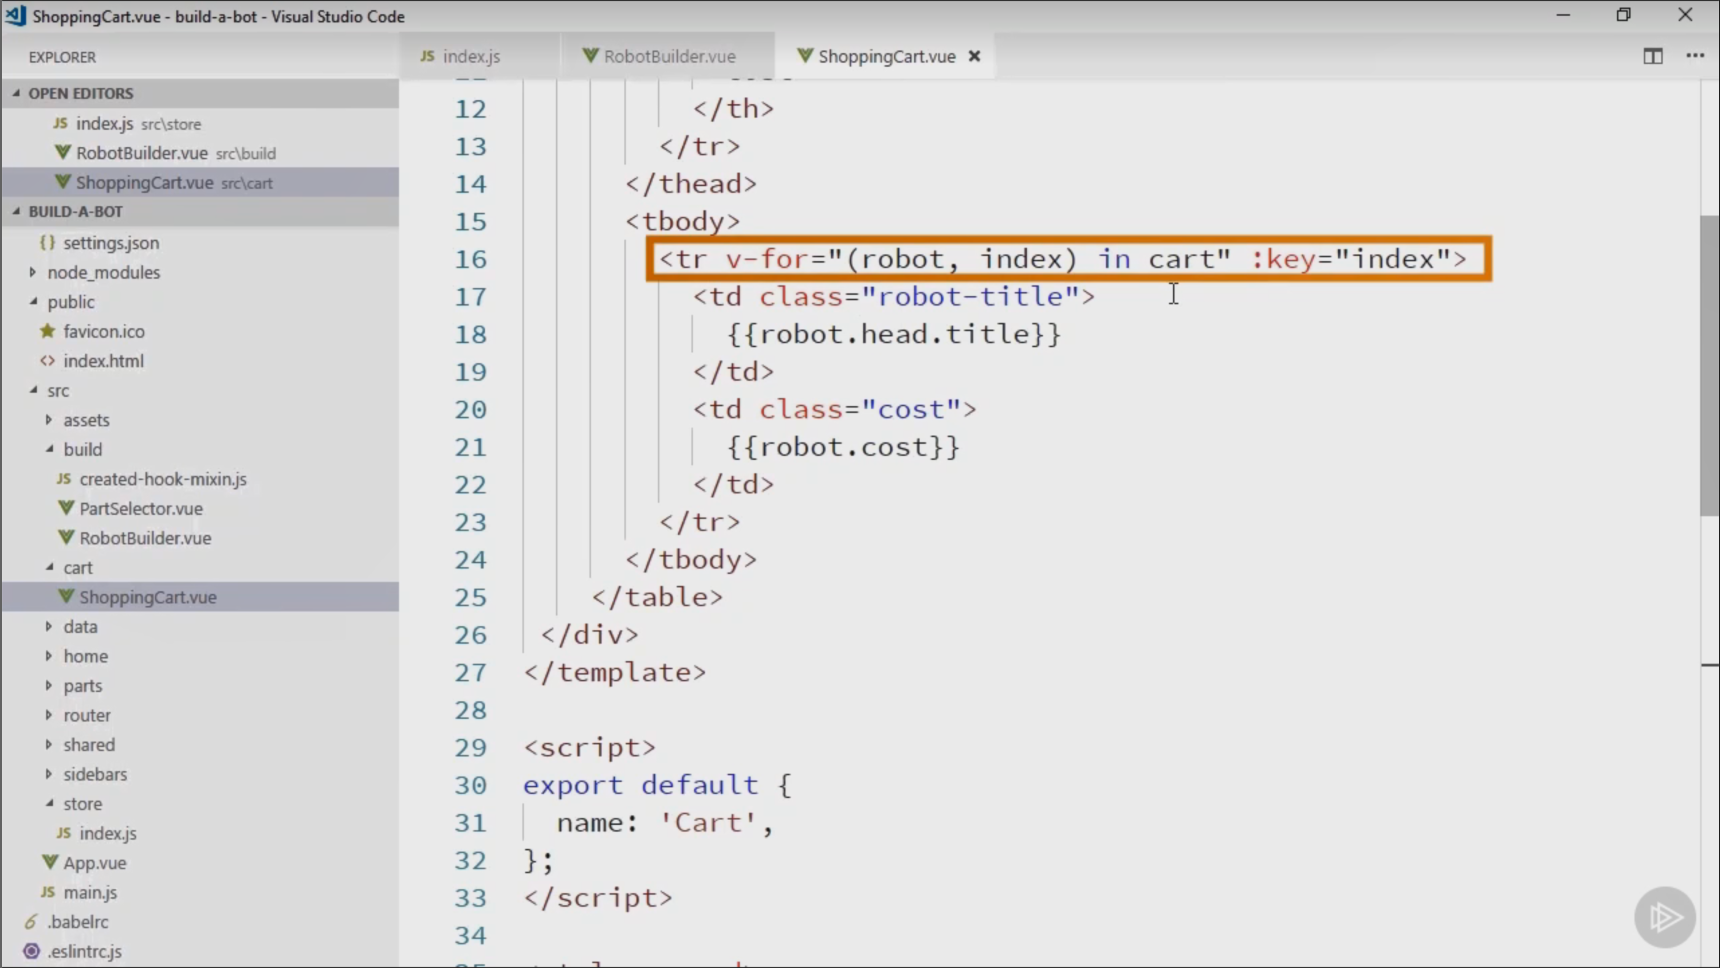 ShoppingCart.vue - build-a-bot - Visual Studio Code
EXPLORER
OPEN EDITORS
JS index.js src\store
RobotBuilder.vue src\build
ShoppingCart.vue src\cart
BUILD-A-BOT
{} settings.json
node_modules
public
favicon.ico
<> index.html
src
assets
build
JS created-hook-mixin.js
PartSelector.vue
RobotBuilder.vue
cart
ShoppingCart.vue
data
home
parts
router
shared
sidebars
store
JS index.js
App.vue
JS main.js
.babelrc
.eslintrc.js
JS index.js
RobotBuilder.vue
ShoppingCart.vue
12 </th>
13 </tr>
14 </thead>
15 <tbody>
16 <tr v-for="(robot, index) in cart" :key="index">
17 <td class="robot-title">
18 {{robot.head.title}}
19 </td>
20 <td class="cost">
21 {{robot.cost}}
22 </td>
23 </tr>
24 </tbody>
25 </table>
26 </div>
27 </template>
28
29 <script>
30 export default {
31 name: 'Cart',
32 };
33 </script>
34